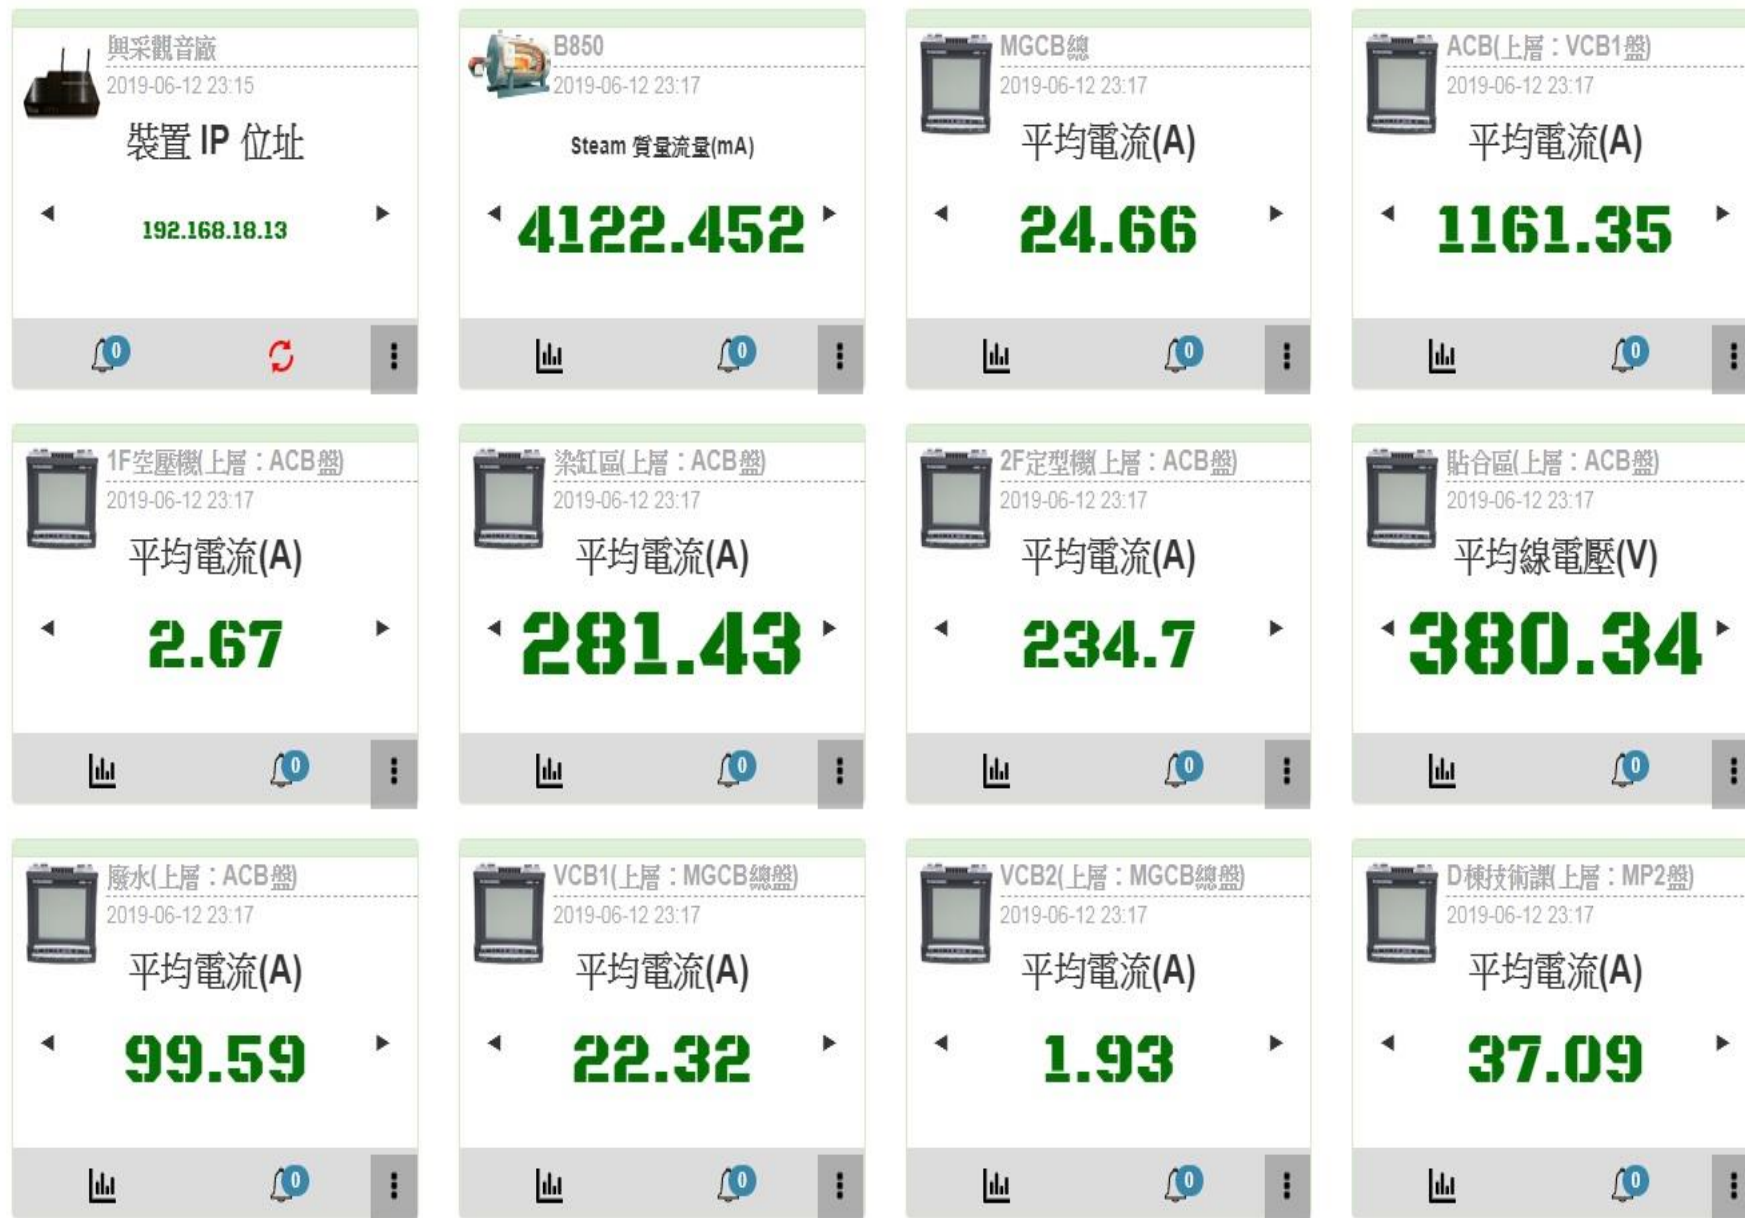 興采觀音廠
2019-06-12 23:15
裝置 IP 位址
192.168.18.13
0
B850
2019-06-12 23:17
Steam 質量流量(mA)
4122.452
0
MGCB總
2019-06-12 23:17
平均電流(A)
24.66
0
ACB(上層：VCB1盤)
2019-06-12 23:17
平均電流(A)
1161.35
0
1F空壓機(上層：ACB盤)
2019-06-12 23:17
平均電流(A)
2.67
0
染缸區(上層：ACB盤)
2019-06-12 23:17
平均電流(A)
281.43
0
2F定型機(上層：ACB盤)
2019-06-12 23:17
平均電流(A)
234.7
0
貼合區(上層：ACB盤)
2019-06-12 23:17
平均線電壓(V)
380.34
0
廢水(上層：ACB盤)
2019-06-12 23:17
平均電流(A)
99.59
0
VCB1(上層：MGCB總盤)
2019-06-12 23:17
平均電流(A)
22.32
0
VCB2(上層：MGCB總盤)
2019-06-12 23:17
平均電流(A)
1.93
0
D棟技術課(上層：MP2盤)
2019-06-12 23:17
平均電流(A)
37.09
0